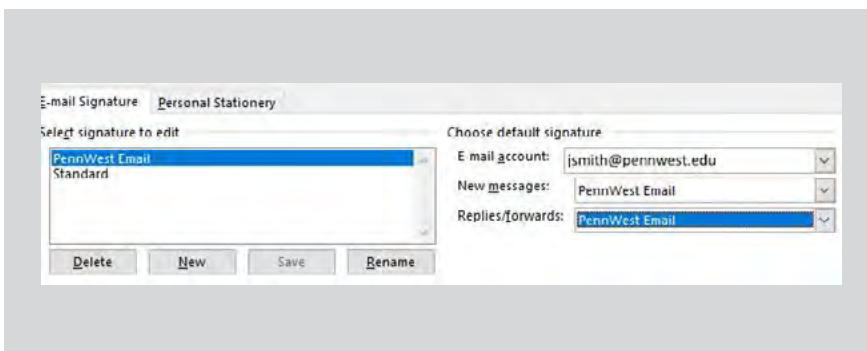 E-mail Signature Personal Stationery
Select signature to edit
PennWest Email
Standard
Delete New Save Rename
Choose default signature
E mail account: jsmith@pennwest.edu
New messages: PennWest Email
Replies/forwards: PennWest Email